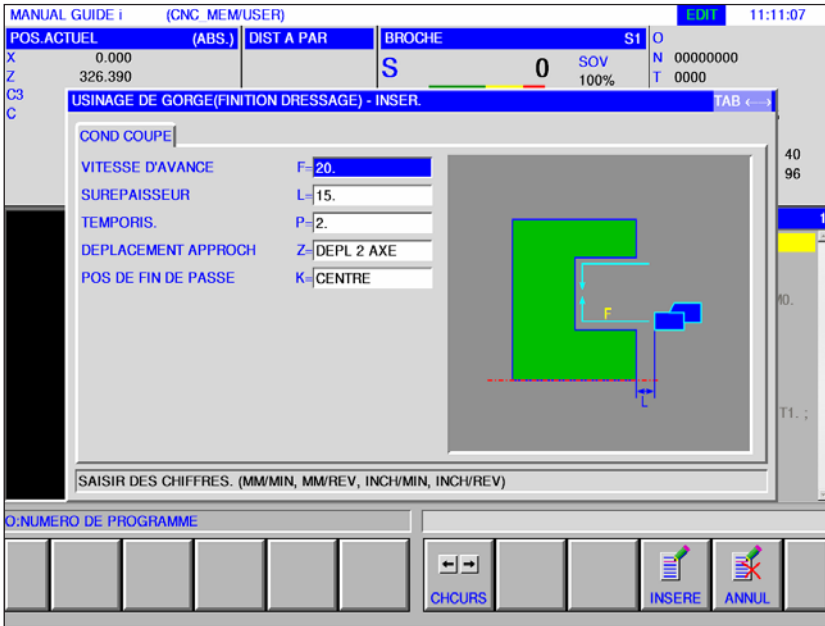 MANUAL GUIDE i (CNC_MEM/USER) EDIT 11:11:07
POS.ACTUEL (ABS.) DIST A PAR BROCHE S1 O
X 0.000 S 0 SOV N 00000000
Z 326.390 100% T 0000
C3
C
USINAGE DE GORGE(FINITION DRESSAGE) - INSER. TAB ←→
COND COUPE
40
96
VITESSE D'AVANCE F= 20.
SUREPAISSEUR L= 15.
TEMPORIS. P= 2.
DEPLACEMENT APPROCH Z= DEPL 2 AXE
POS DE FIN DE PASSE K= CENTRE
F
L
1
M0.
T1. ;
SAISIR DES CHIFFRES. (MM/MIN, MM/REV, INCH/MIN, INCH/REV)
O:NUMERO DE PROGRAMME
CHCURS INSERE ANNUL